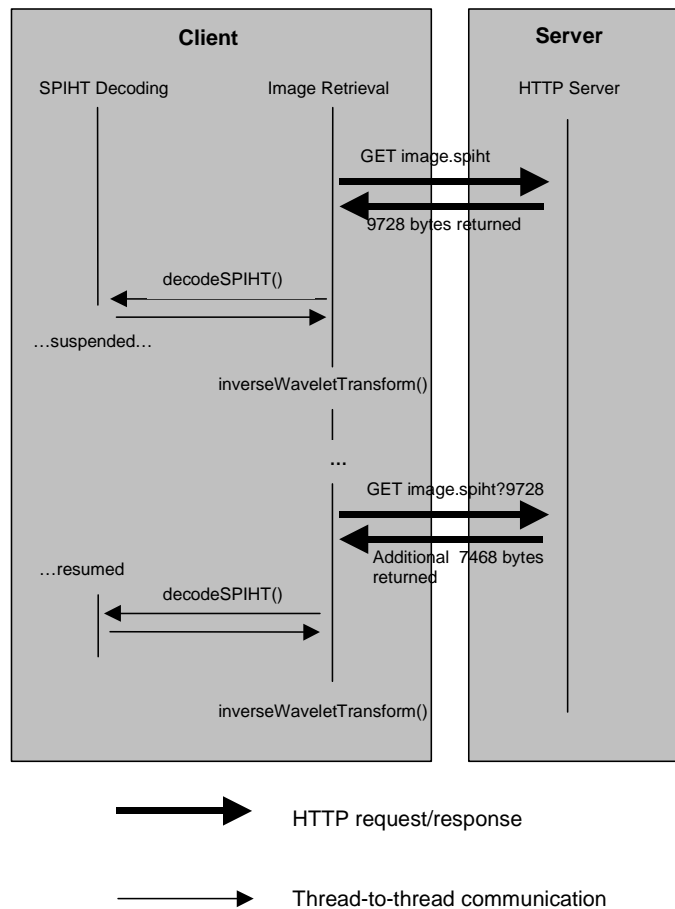 Client
Server
SPIHT Decoding
Image Retrieval
HTTP Server
GET image.spiht
9728 bytes returned
decodeSPIHT()
…suspended…
inverseWaveletTransform()
...
GET image.spiht?9728
Additional 7468 bytes
returned
…resumed
decodeSPIHT()
inverseWaveletTransform()
HTTP request/response
Thread-to-thread communication